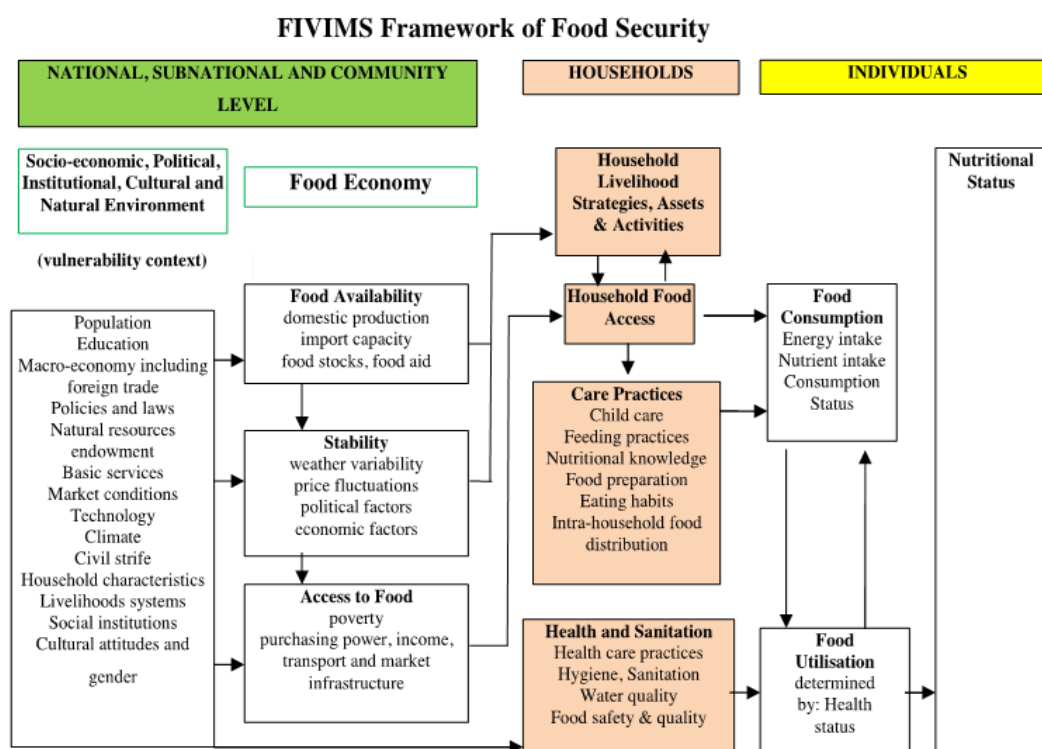 FIVIMS Framework of Food Security
NATIONAL, SUBNATIONAL AND COMMUNITY
LEVEL
HOUSEHOLDS
INDIVIDUALS
Socio-economic, Political,
Institutional, Cultural and
Natural Environment
(vulnerability context)
Population
Education
Macro-economy including
foreign trade
Policies and laws
Natural resources
endowment
Basic services
Market conditions
Technology
Climate
Civil strife
Household characteristics
Livelihoods systems
Social institutions
Cultural attitudes and
gender
Food Economy
Food Availability
domestic production
import capacity
food stocks, food aid
Stability
weather variability
price fluctuations
political factors
economic factors
Access to Food
poverty
purchasing power, income,
transport and market
infrastructure
Household
Livelihood
Strategies, Assets
& Activities
Household Food
Access
Care Practices
Child care
Feeding practices
Nutritional knowledge
Food preparation
Eating habits
Intra-household food
distribution
Health and Sanitation
Health care practices
Hygiene, Sanitation
Water quality
Food safety & quality
Food
Consumption
Energy intake
Nutrient intake
Consumption
Status
Food
Utilisation
determined
by: Health
status
Nutritional
Status